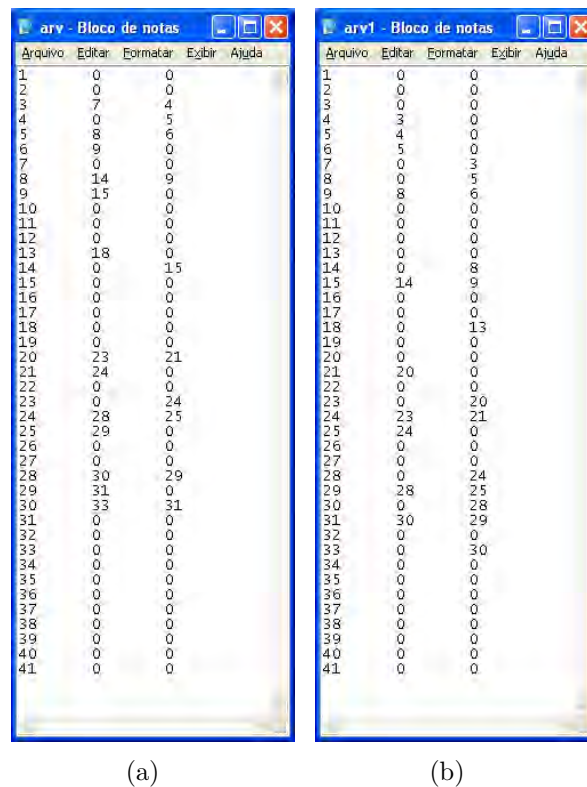 arv - Bloco de notas
Arquivo Editar Formatar Exibir Ajuda
1 0 0
2 0 0
3 7 4
4 0 5
5 8 6
6 9 0
7 0 0
8 14 9
9 15 0
10 0 0
11 0 0
12 0 0
13 18 0
14 0 15
15 0 0
16 0 0
17 0 0
18 0 0
19 0 0
20 23 21
21 24 0
22 0 0
23 0 24
24 28 25
25 29 0
26 0 0
27 0 0
28 30 29
29 31 0
30 33 31
31 0 0
32 0 0
33 0 0
34 0 0
35 0 0
36 0 0
37 0 0
38 0 0
39 0 0
40 0 0
41 0 0
(a)
arv1 - Bloco de notas
Arquivo Editar Formatar Exibir Ajuda
1 0 0
2 0 0
3 0 0
4 3 0
5 4 0
6 5 0
7 0 3
8 0 5
9 8 6
10 0 0
11 0 0
12 0 0
13 0 0
14 0 8
15 14 9
16 0 0
17 0 0
18 0 13
19 0 0
20 0 0
21 20 0
22 0 0
23 0 20
24 23 21
25 24 0
26 0 0
27 0 0
28 0 24
29 28 25
30 0 28
31 30 29
32 0 0
33 0 30
34 0 0
35 0 0
36 0 0
37 0 0
38 0 0
39 0 0
40 0 0
41 0 0
(b)